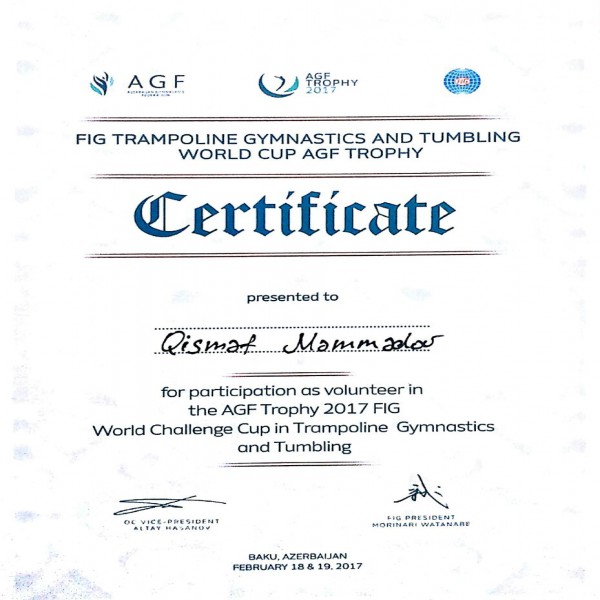 AGF
AZERBAIJAN GYMNASTICS
FEDERATION
AGF
TROPHY
2017
FIG
FIG TRAMPOLINE GYMNASTICS AND TUMBLING
WORLD CUP AGF TROPHY
Certificate
presented to
Qismat Mammadov
for participation as volunteer in
the AGF Trophy 2017 FIG
World Challenge Cup in Trampoline Gymnastics
and Tumbling
OC VICE-PRESIDENT
ALTAY HASANOV
FIG PRESIDENT
MORINARI WATANABE
BAKU, AZERBAIJAN
FEBRUARY 18 & 19, 2017